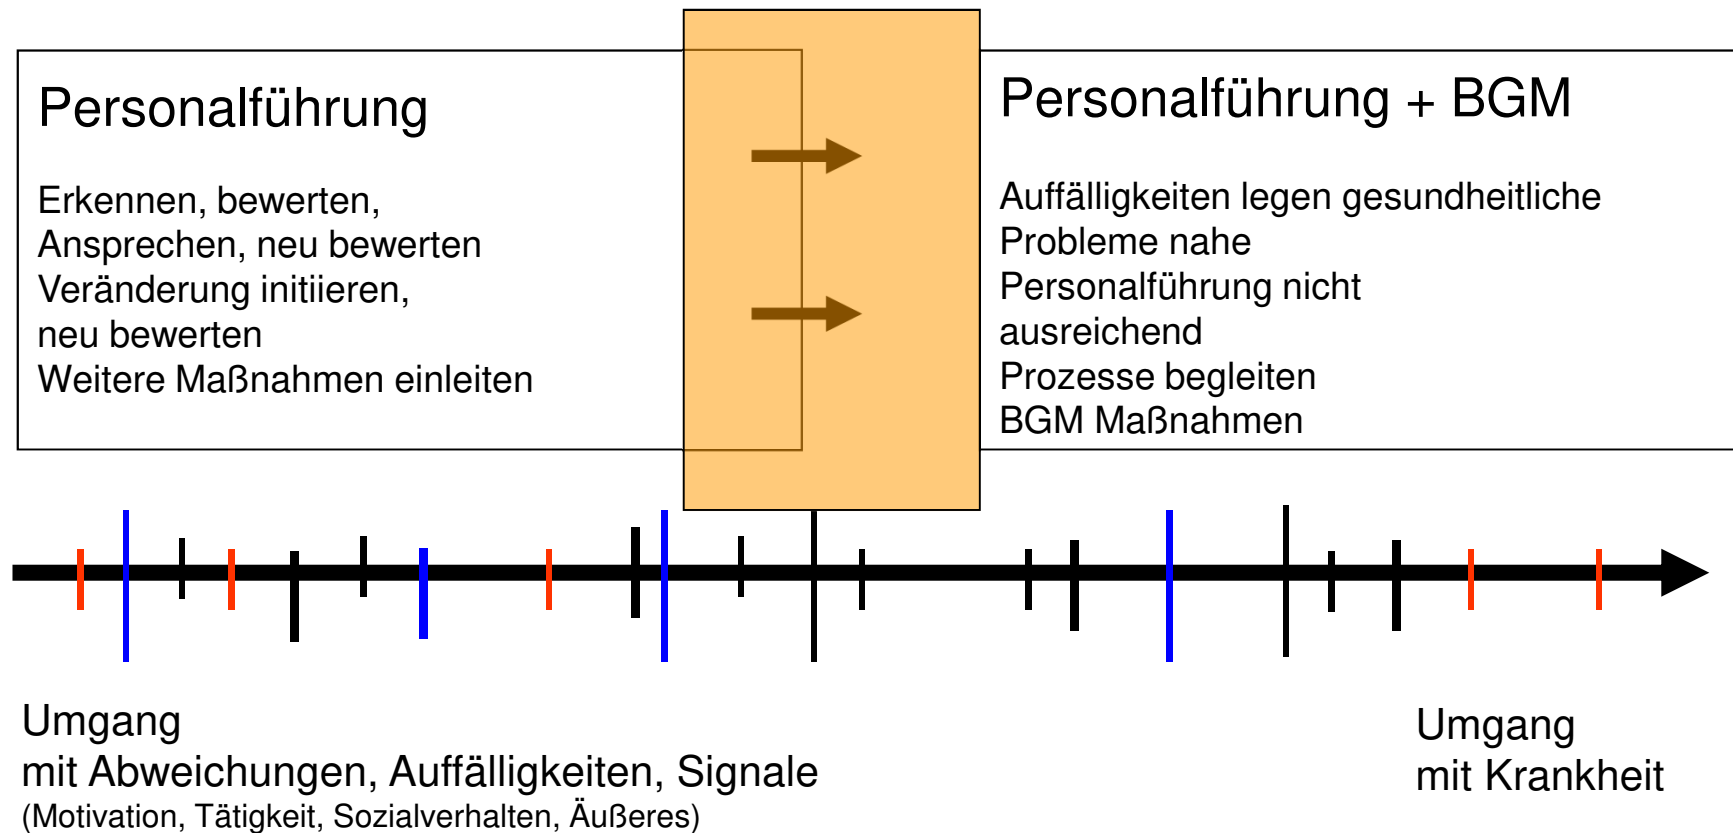 Personalführung
Erkennen, bewerten,
Ansprechen, neu bewerten
Veränderung initiieren,
neu bewerten
Weitere Maßnahmen einleiten
Personalführung + BGM
Auffälligkeiten legen gesundheitliche
Probleme nahe
Personalführung nicht
ausreichend
Prozesse begleiten
BGM Maßnahmen
Umgang
mit Abweichungen, Auffälligkeiten, Signale
(Motivation, Tätigkeit, Sozialverhalten, Äußeres)
Umgang
mit Krankheit